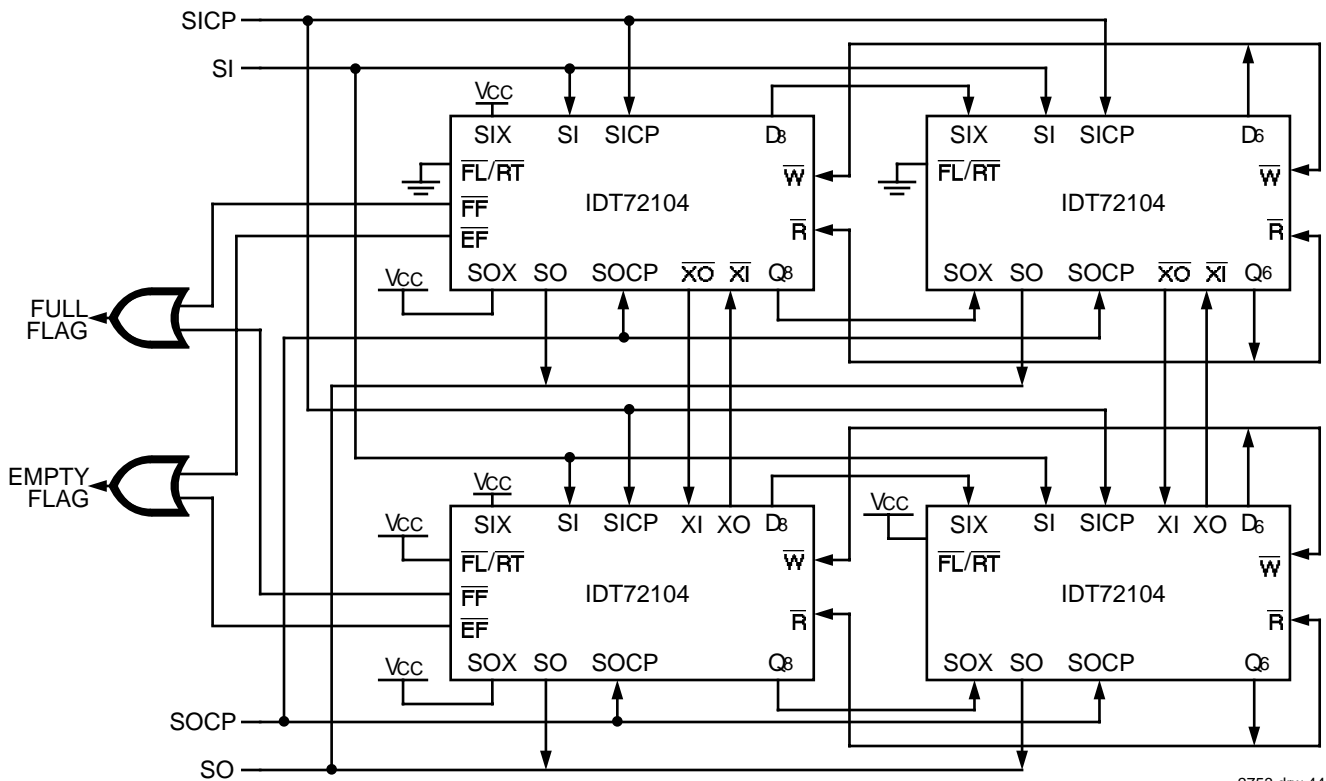 SICP
SI
VCC
SIX SI SICP D8
FL/RT
FF
EF
IDT72104
W
R
VCC
SOX SO SOCP XO XI Q8
SIX SI SICP D6
FL/RT
IDT72104
W
R
SOX SO SOCP XO XI Q6
FULL
FLAG
EMPTY
FLAG
VCC
SIX SI SICP XI XO D8
VCC
FL/RT
FF
EF
IDT72104
W
R
VCC
SOX SO SOCP Q8
VCC
SIX SI SICP XI XO D6
FL/RT
IDT72104
W
R
SOX SO SOCP Q6
SOCP
SO